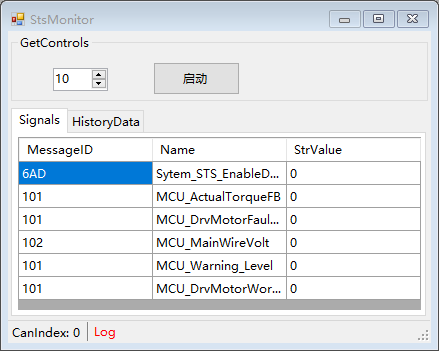 StsMonitor
GetControls
10 启动
Signals HistoryData
MessageID Name StrValue
6AD Sytem_STS_EnableD... 0
101 MCU_ActualTorqueFB 0
101 MCU_DrvMotorFaul... 0
102 MCU_MainWireVolt 0
101 MCU_Warning_Level 0
101 MCU_DrvMotorWor... 0
CanIndex: 0 Log